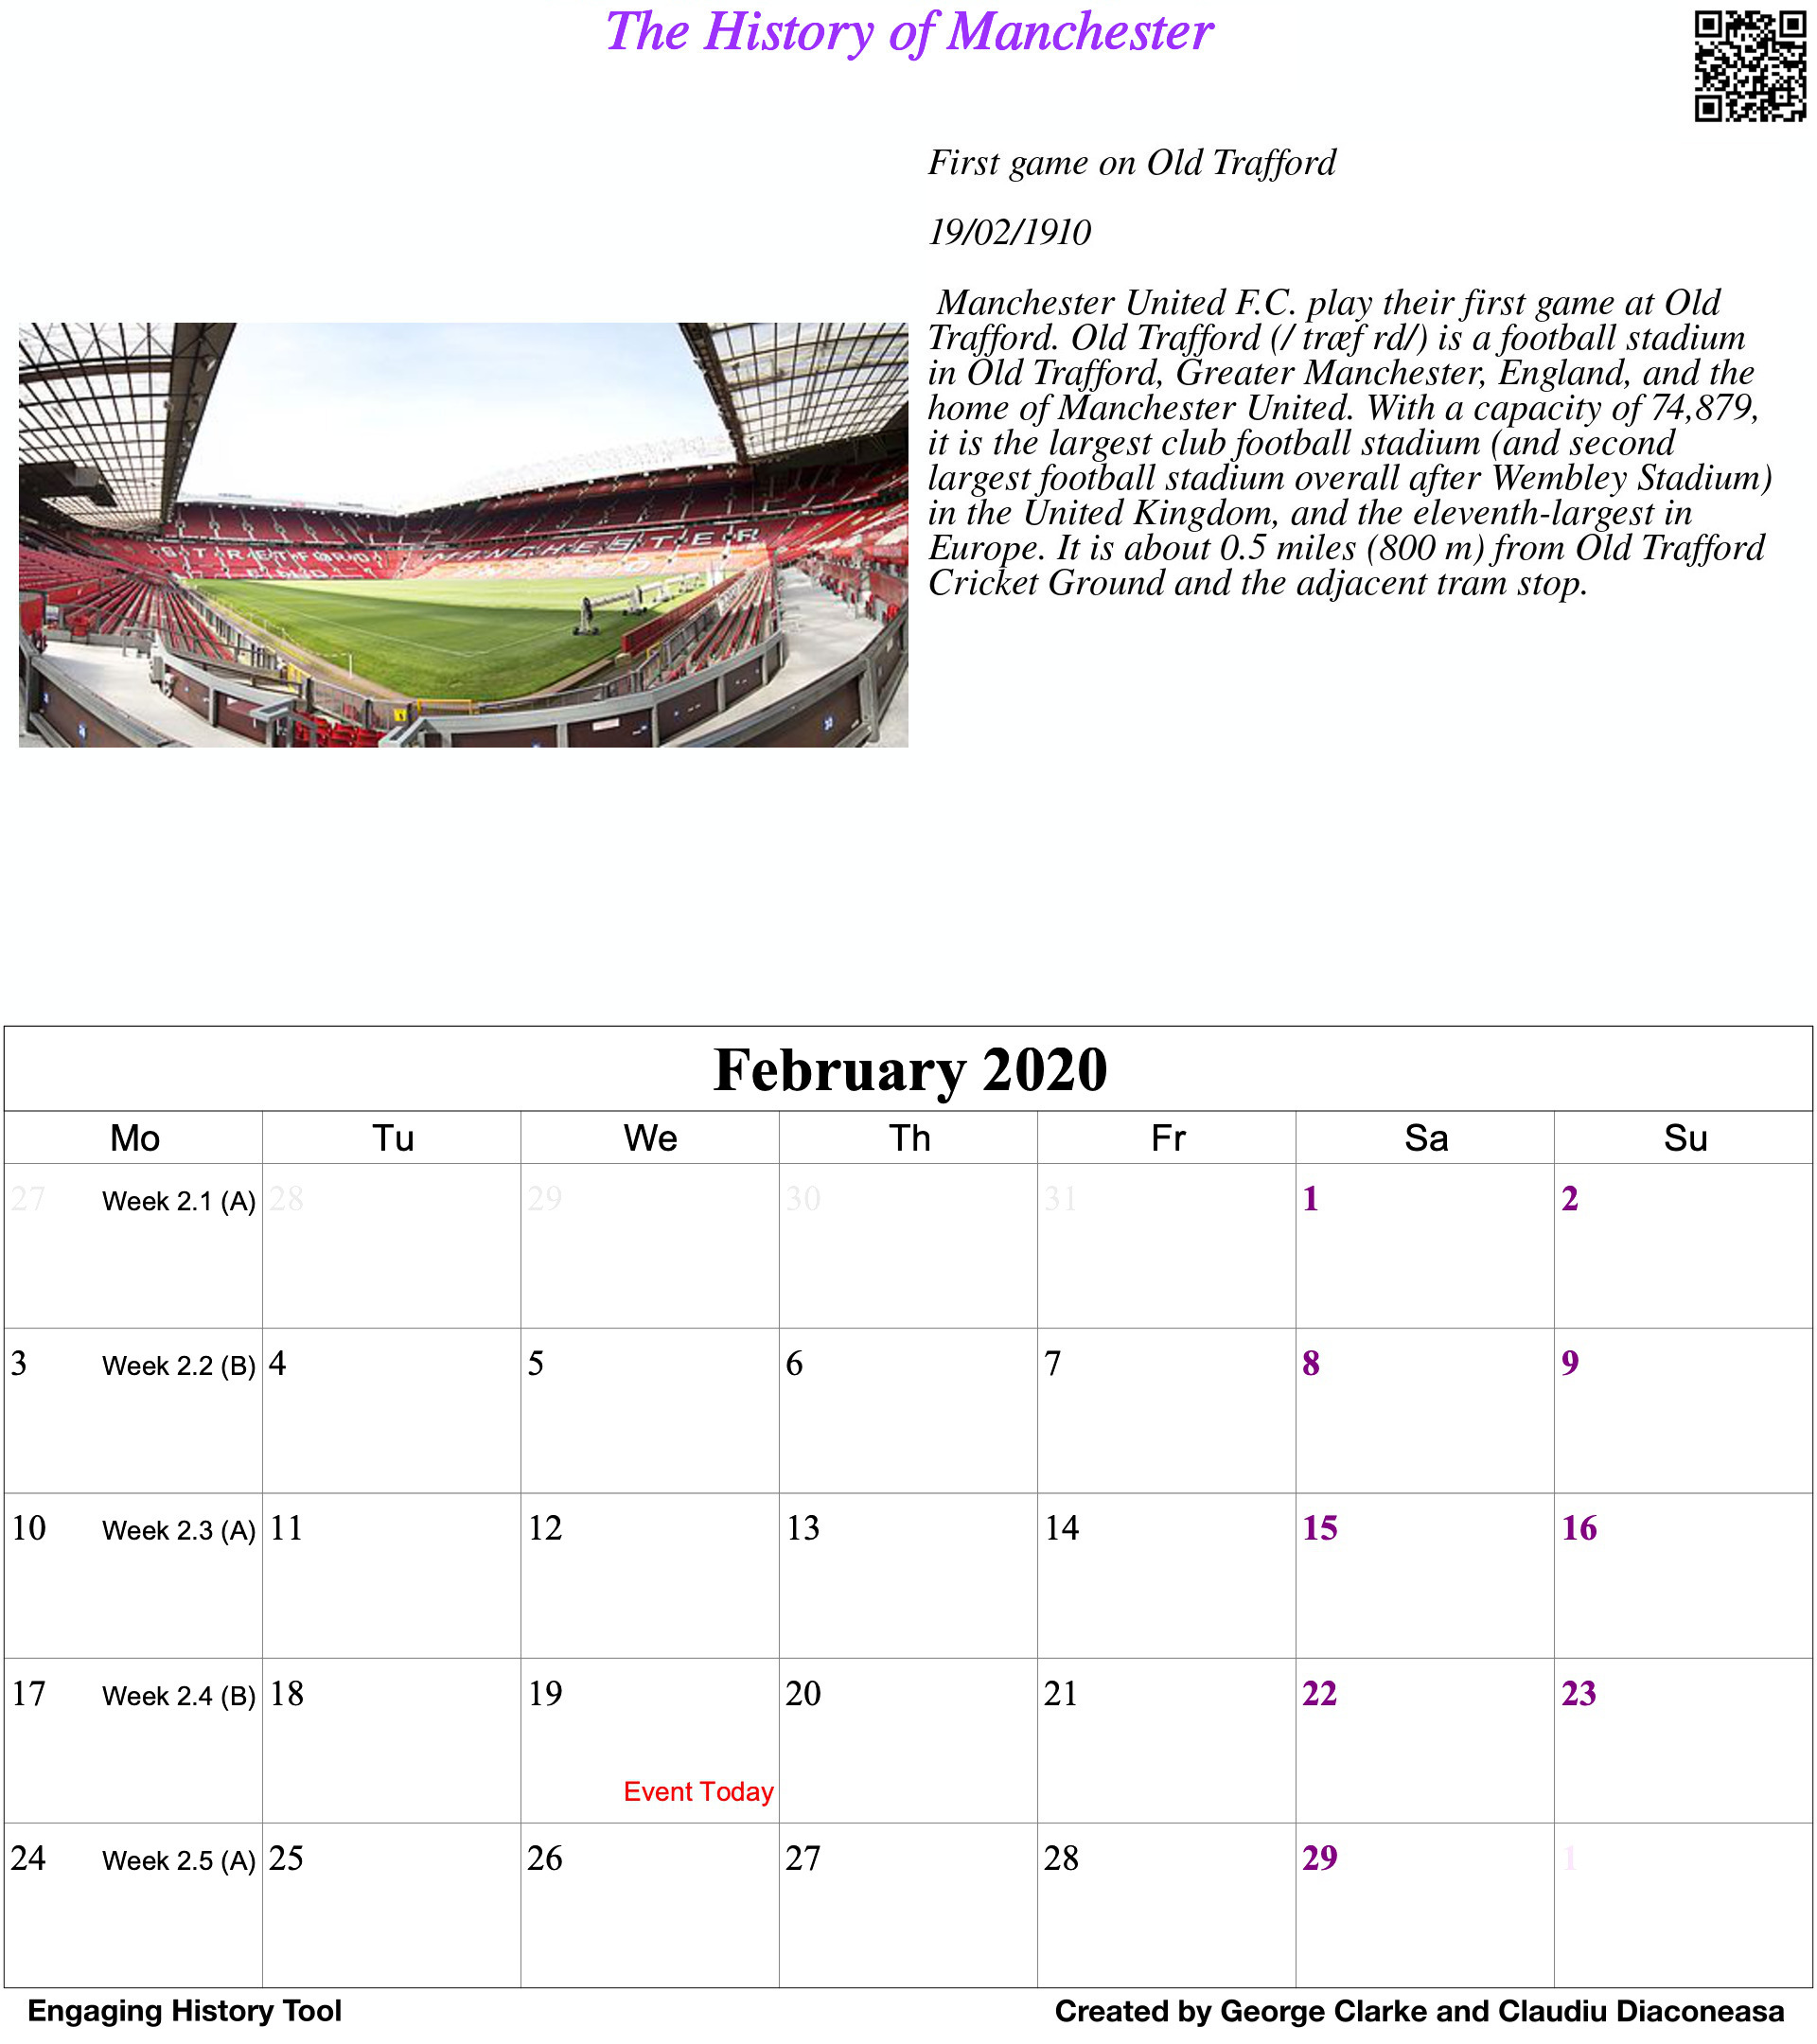 The History of Manchester
First game on Old Trafford
19/02/1910
Manchester United F.C. play their first game at Old
Trafford. Old Trafford (/ træf rd/) is a football stadium
in Old Trafford, Greater Manchester, England, and the
home of Manchester United. With a capacity of 74,879,
it is the largest club football stadium (and second
largest football stadium overall after Wembley Stadium)
in the United Kingdom, and the eleventh-largest in
Europe. It is about 0.5 miles (800 m) from Old Trafford
Cricket Ground and the adjacent tram stop.
STRETFORD MANCHESTER
END
February 2020
Mo Tu We Th Fr Sa Su
27 Week 2.1 (A) 28 29 30 31 1 2
3 Week 2.2 (B) 4 5 6 7 8 9
10 Week 2.3 (A) 11 12 13 14 15 16
17 Week 2.4 (B) 18 19 20 21 22 23
Event Today
24 Week 2.5 (A) 25 26 27 28 29 1
Engaging History Tool Created by George Clarke and Claudiu Diaconeasa